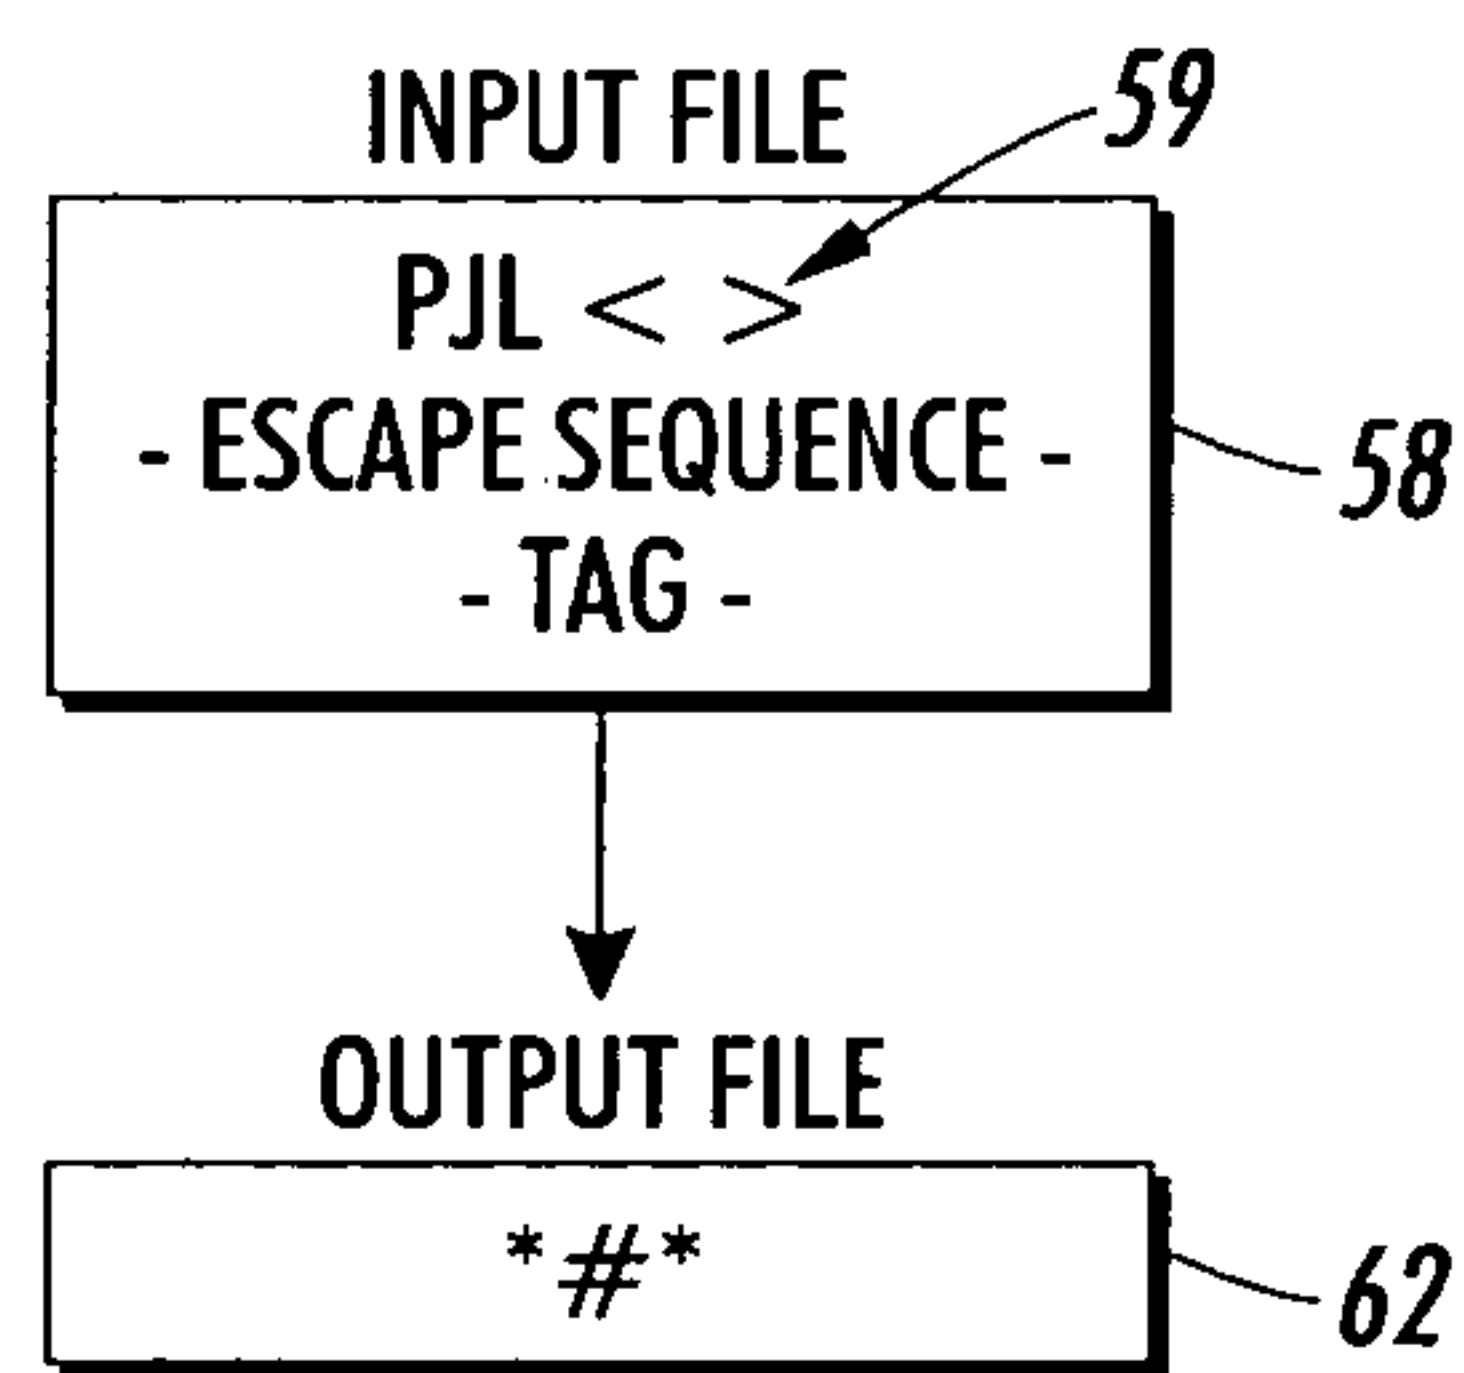 INPUT FILE
59
PJL < >
- ESCAPE SEQUENCE -
- TAG -
58
OUTPUT FILE
*#*
62